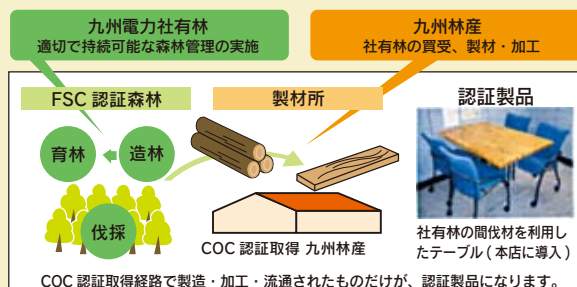 九州電力社有林
適切で持続可能な森林管理の実施
九州林産
社有林の買受、製材・加工
FSC 認証森林
製材所
認証製品
育林
造林
伐採
COC 認証取得 九州林産
社有林の間伐材を利用し
たテーブル ( 本店に導入 )
COC 認証取得経路で製造・加工・流通されたものだけが、認証製品になります。